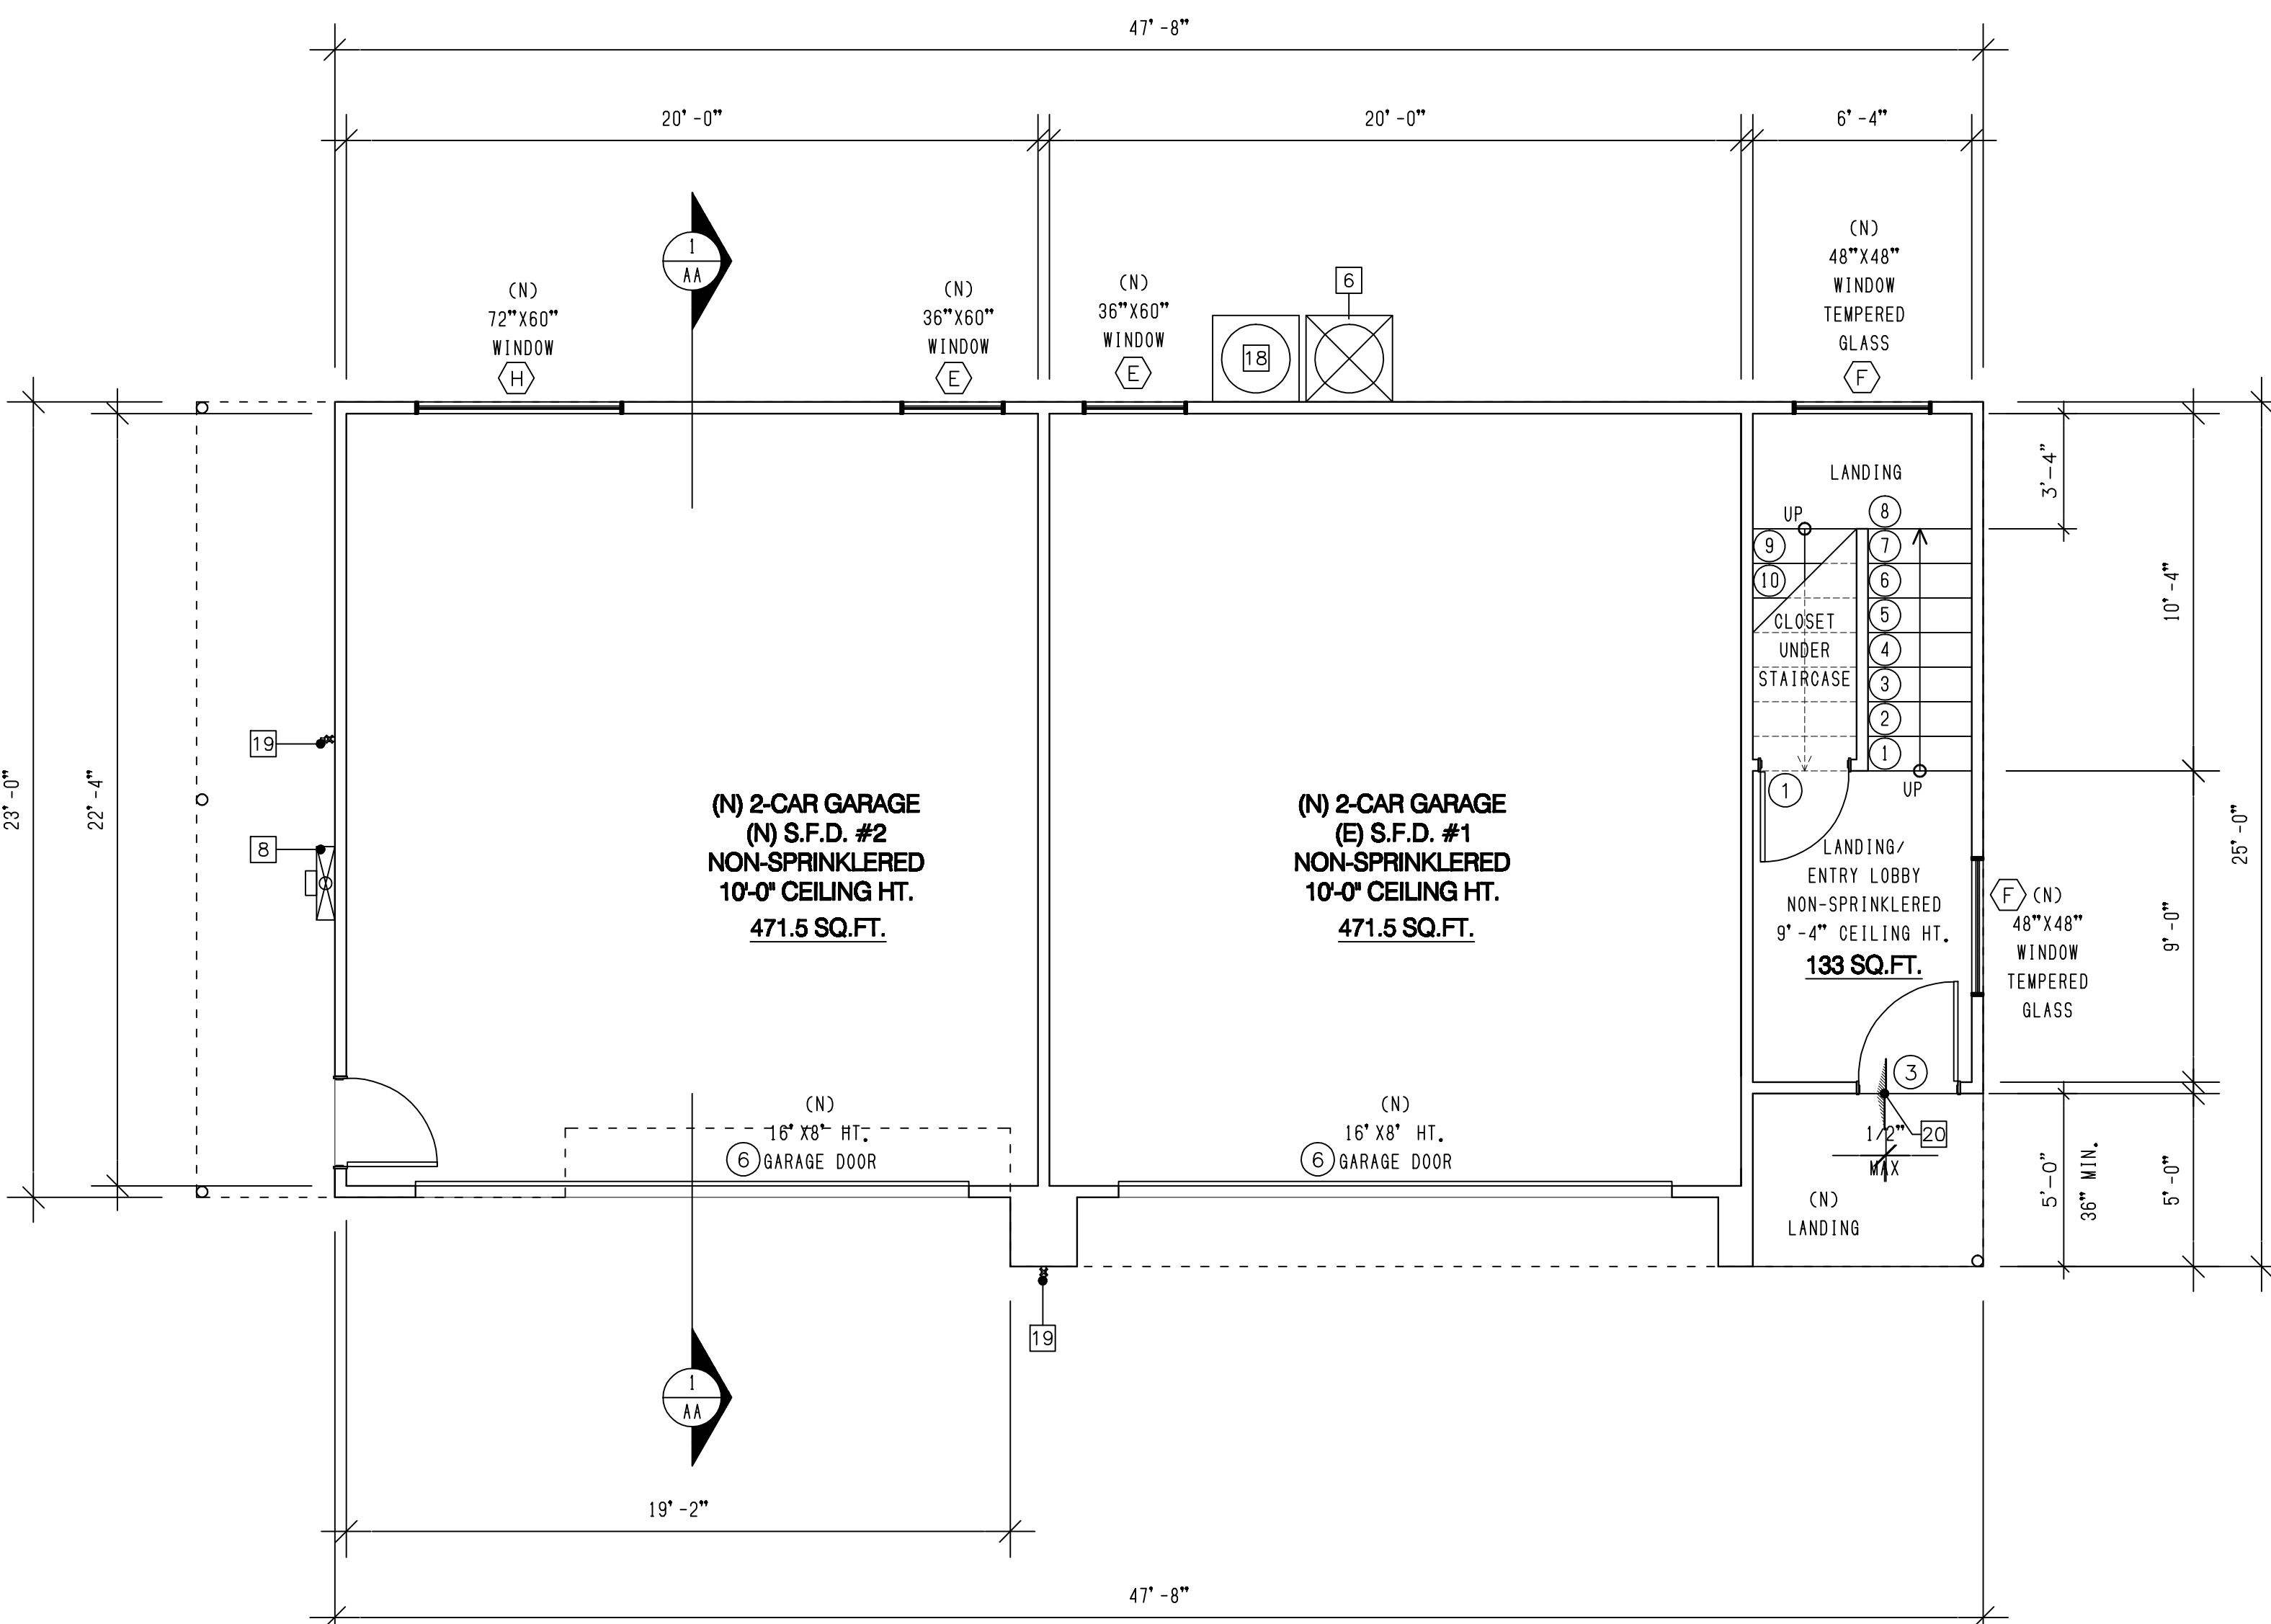 47'-8"
20'-0"
20'-0"
6'-4"
1
AA
(N)
72"X60"
WINDOW
H
(N)
36"X60"
WINDOW
E
(N)
36"X60"
WINDOW
E
6
18
(N)
48"X48"
WINDOW
TEMPERED
GLASS
F
LANDING
UP
8
9
7
10
6
5
CLOSET
UNDER
STAIRCASE
4
3
2
1
1
UP
3'-4"
10'-4"
23'-0"
22'-4"
19
8
(N) 2-CAR GARAGE
(N) S.F.D. #2
NON-SPRINKLERED
10'-0" CEILING HT.
471.5 SQ.FT.
(N) 2-CAR GARAGE
(E) S.F.D. #1
NON-SPRINKLERED
10'-0" CEILING HT.
471.5 SQ.FT.
LANDING/
ENTRY LOBBY
NON-SPRINKLERED
9'-4" CEILING HT.
133 SQ.FT.
F (N)
48"X48"
WINDOW
TEMPERED
GLASS
9'-0"
25'-0"
(N)
16'X8' HT.
6 GARAGE DOOR
(N)
16'X8' HT.
6 GARAGE DOOR
3
1/2"
MAX
20
(N)
LANDING
5'-0"
36" MIN.
5'-0"
19
1
AA
19'-2"
47'-8"